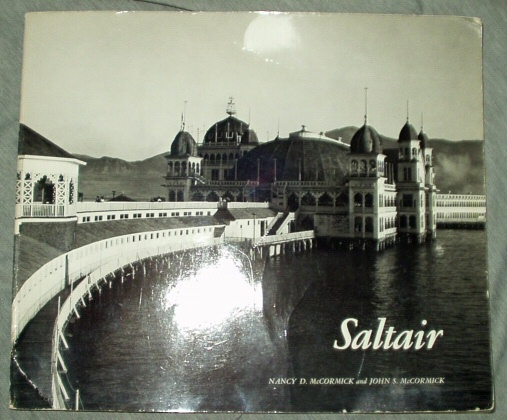 Saltair
NANCY D. McCORMICK and JOHN S. McCORMICK